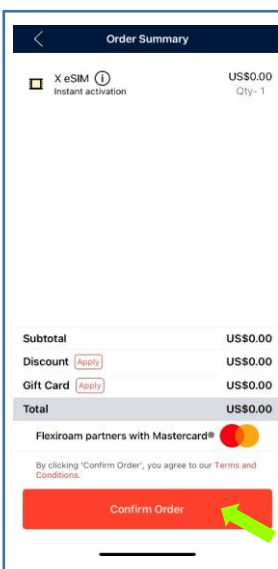 Order Summary
X eSIM i US$0.00
Instant activation Qty- 1
Subtotal US$0.00
Discount Apply US$0.00
Gift Card Apply US$0.00
Total US$0.00
Flexiroam partners with Mastercard®
By clicking 'Confirm Order', you agree to our Terms and
Conditions.
Confirm Order